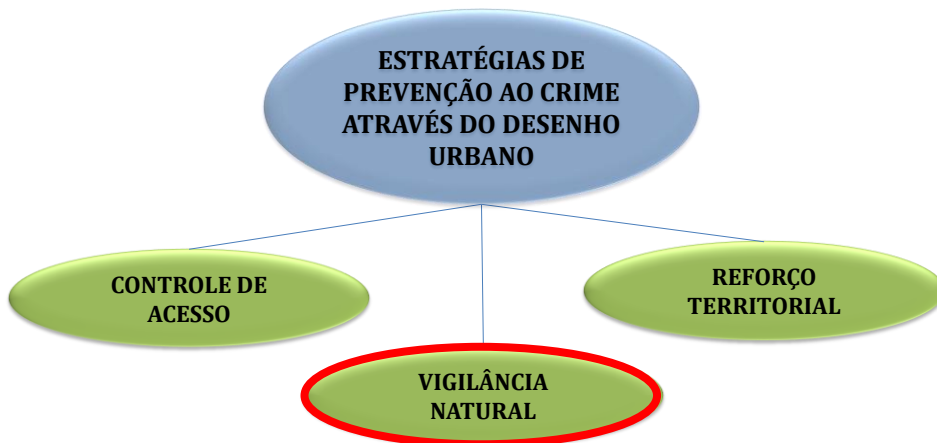 ESTRATÉGIAS DE
PREVENÇÃO AO CRIME
ATRAVÉS DO DESENHO
URBANO
CONTROLE DE
ACESSO
REFORÇO
TERRITORIAL
VIGILÂNCIA
NATURAL